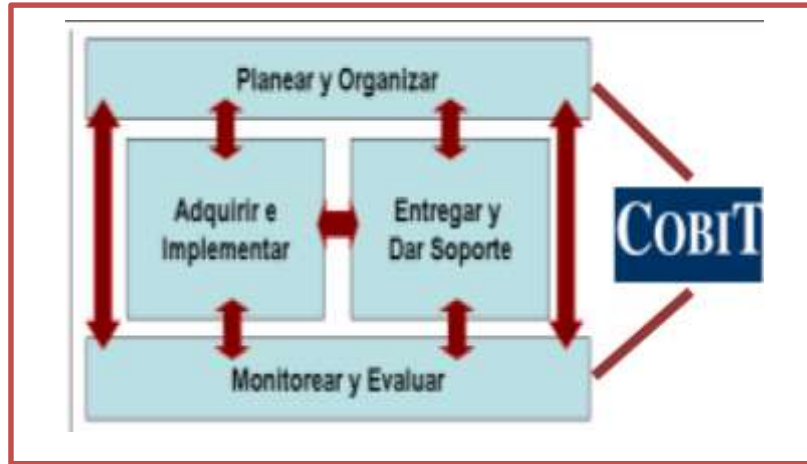 Planear y Organizar
Adquirir e
Implementar
Entregar y
Dar Soporte
COBIT
Monitorear y Evaluar